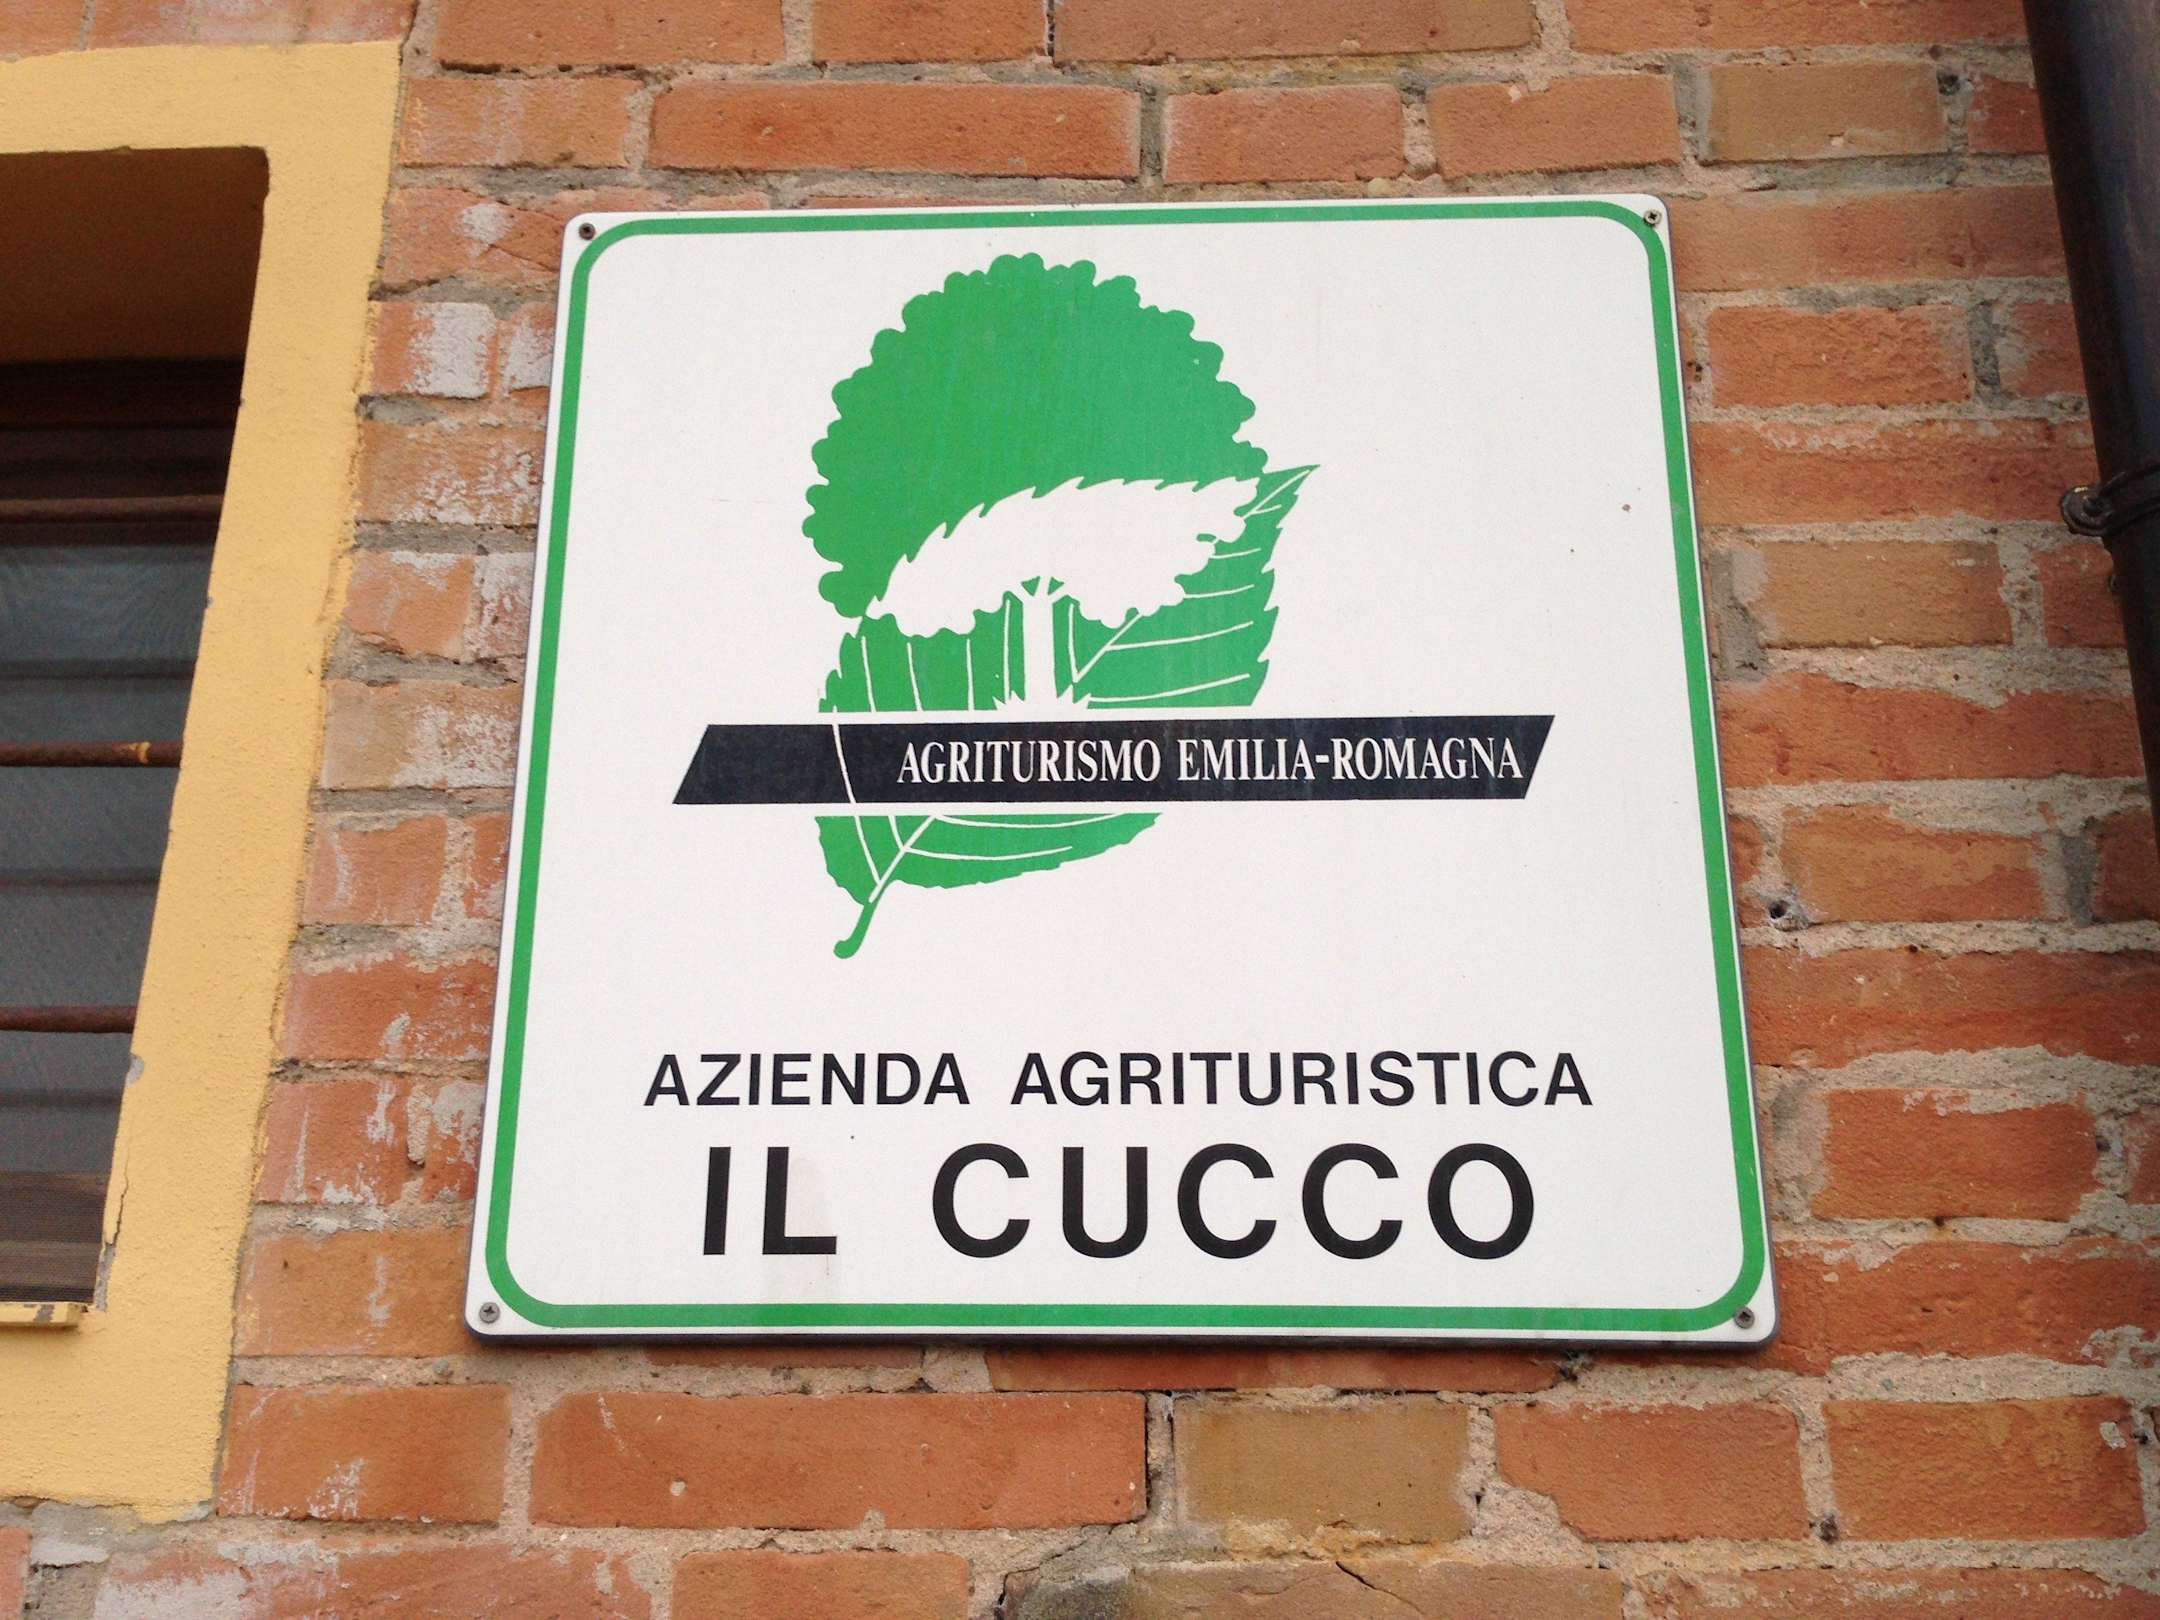 AGRITURISMO EMILIA-ROMAGNA
AZIENDA AGRITURISTICA
IL CUCCO